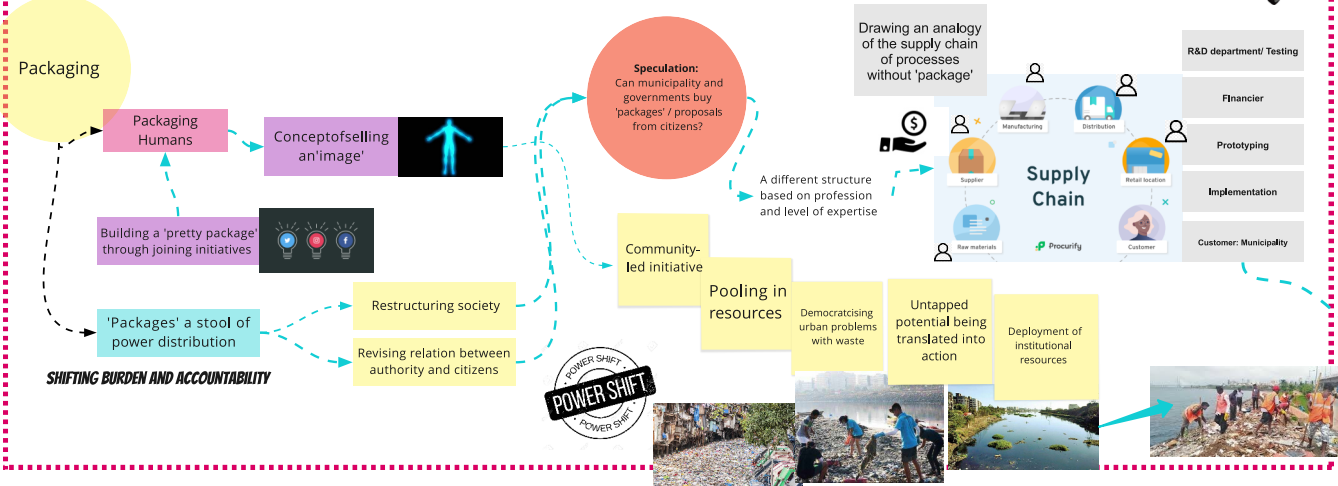 Packaging
Packaging
Humans
Conceptofselling
an'image'
Building a 'pretty package'
through joining initiatives
'Packages' a stool of
power distribution
SHIFTING BURDEN AND ACCOUNTABILITY
Restructuring society
Revising relation between
authority and citizens
Speculation:
Can municipality and
governments buy
'packages' / proposals
from citizens?
POWER SHIFT
POWER SHIFT
POWER SHIFT
Community-
led initiative
Pooling in
resources
Democratising
urban problems
with waste
Untapped
potential being
translated into
action
Deployment of
institutional
resources
A different structure
based on profession
and level of expertise
Drawing an analogy
of the supply chain
of processes
without 'package'
$
Manufacturing
Distribution
Supplier
Retail location
Supply
Chain
Raw materials
Procurify
Customer
R&D department/ Testing
Financier
Prototyping
Implementation
Customer: Municipality